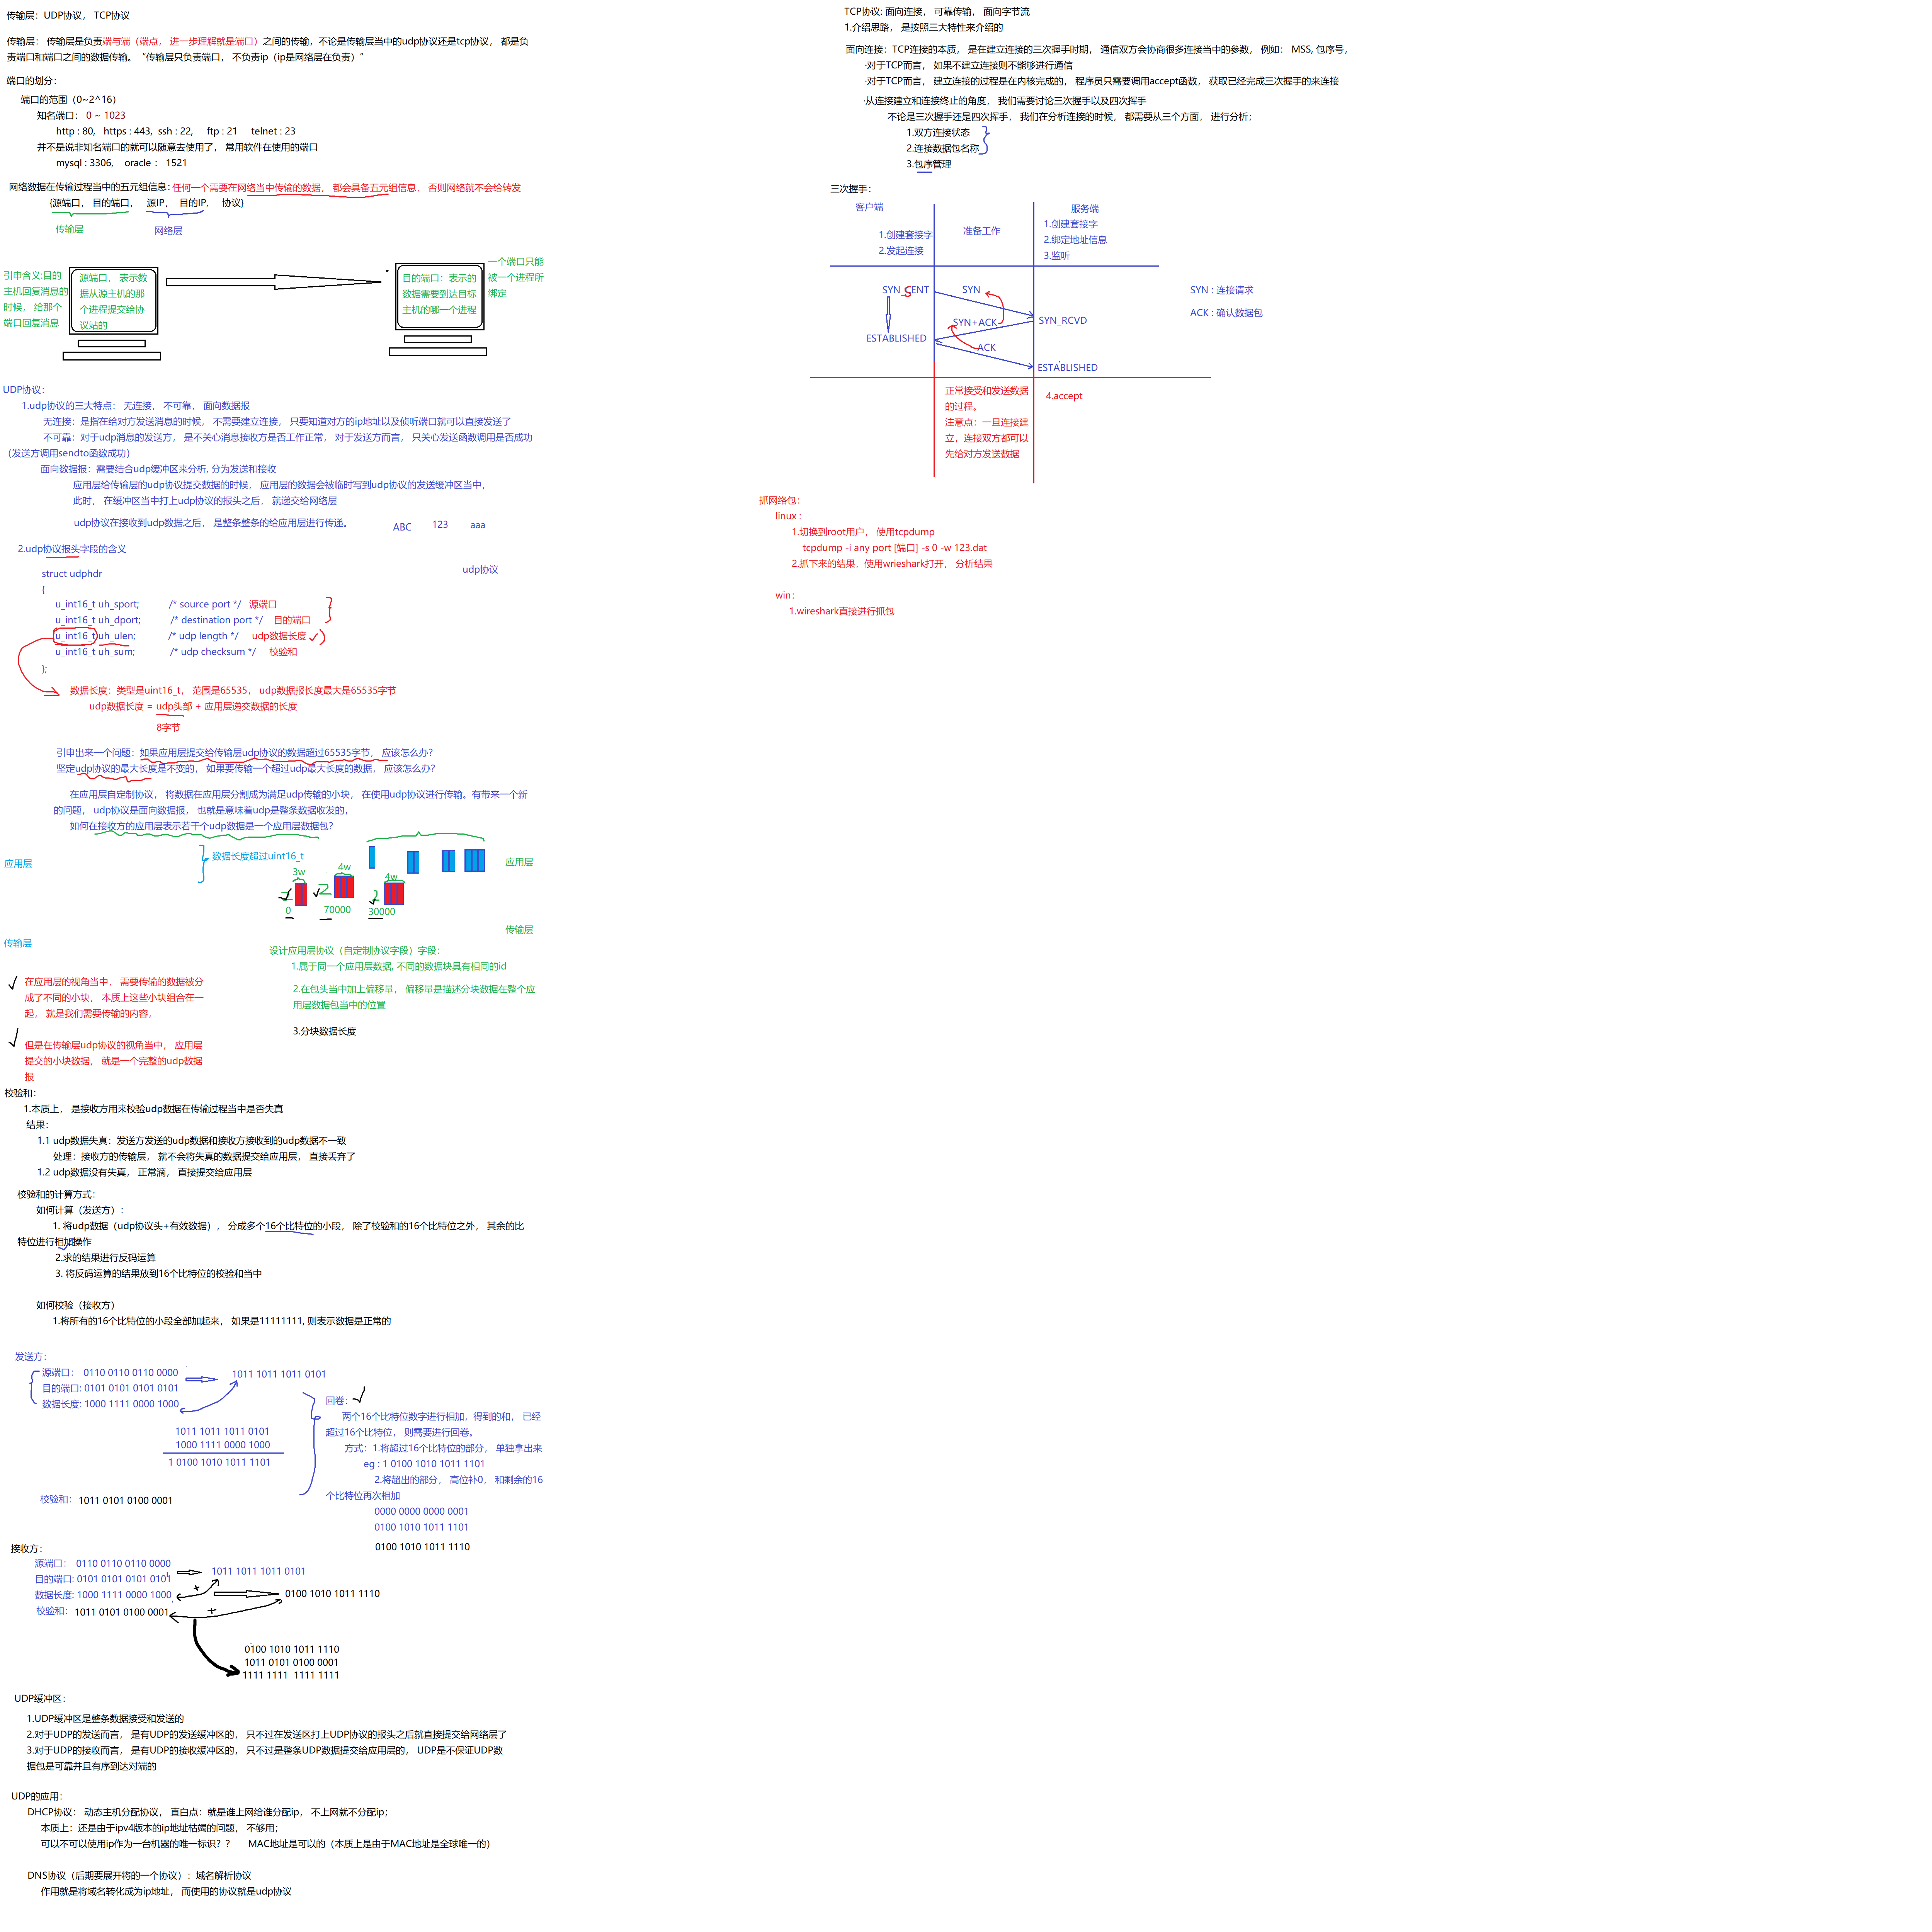 传输层：UDP协议， TCP协议
传输层： 传输层是负责端与端（端点， 进一步理解就是端口）之间的传输，不论是传输层当中的udp协议还是tcp协议， 都是负
责端口和端口之间的数据传输。 “传输层只负责端口， 不负责ip（ip是网络层在负责）”
端口的划分：
端口的范围（0~2^16）
知名端口： 0 ~ 1023
http : 80, https : 443, ssh : 22, ftp : 21 telnet : 23
并不是说非知名端口的就可以随意去使用了， 常用软件在使用的端口
mysql : 3306, oracle： 1521
网络数据在传输过程当中的五元组信息：任何一个需要在网络当中传输的数据， 都会具备五元组信息， 否则网络就不会给转发
{源端口， 目的端口， 源IP， 目的IP, 协议}
传输层
网络层
引申含义:目的
主机回复消息的
时候， 给那个
端口回复消息
源端口， 表示数
据从源主机的那
个进程提交给协
议站的
目的端口：表示的
数据需要到达目标
主机的哪一个进程
一个端口只能
被一个进程所
绑定
UDP协议：
1.udp协议的三大特点： 无连接， 不可靠， 面向数据报
无连接：是指在给对方发送消息的时候， 不需要建立连接， 只要知道对方的ip地址以及侦听端口就可以直接发送了
不可靠：对于udp消息的发送方， 是不关心消息接收方是否工作正常， 对于发送方而言， 只关心发送函数调用是否成功
（发送方调用sendto函数成功）
面向数据报：需要结合udp缓冲区来分析, 分为发送和接收
应用层给传输层的udp协议提交数据的时候， 应用层的数据会被临时写到udp协议的发送缓冲区当中，
此时， 在缓冲区当中打上udp协议的报头之后， 就递交给网络层
udp协议在接收到udp数据之后， 是整条整条的给应用层进行传递。
ABC 123 aaa
2.udp协议报头字段的含义
udp协议
struct udphdr
{
u_int16_t uh_sport; /* source port */ 源端口
u_int16_t uh_dport; /* destination port */ 目的端口
u_int16_t uh_ulen; /* udp length */ udp数据长度
u_int16_t uh_sum; /* udp checksum */ 校验和
};
数据长度：类型是uint16_t， 范围是65535， udp数据报长度最大是65535字节
udp数据长度 = udp头部 + 应用层递交数据的长度
8字节
引申出来一个问题：如果应用层提交给传输层udp协议的数据超过65535字节， 应该怎么办？
坚定udp协议的最大长度是不变的， 如果要传输一个超过udp最大长度的数据， 应该怎么办？
在应用层自定制协议， 将数据在应用层分割成为满足udp传输的小块， 在使用udp协议进行传输。有带来一个新
的问题， udp协议是面向数据报， 也就是意味着udp是整条数据收发的，
如何在接收方的应用层表示若干个udp数据是一个应用层数据包？
应用层
数据长度超过uint16_t
应用层
3w
4w
4w
2
2
2
0
70000
30000
传输层
传输层
设计应用层协议（自定制协议字段）字段：
1.属于同一个应用层数据, 不同的数据块具有相同的id
2.在包头当中加上偏移量， 偏移量是描述分块数据在整个应
用层数据包当中的位置
3.分块数据长度
在应用层的视角当中， 需要传输的数据被分
成了不同的小块， 本质上这些小块组合在一
起， 就是我们需要传输的内容，
但是在传输层udp协议的视角当中， 应用层
提交的小块数据， 就是一个完整的udp数据
报
校验和：
1.本质上， 是接收方用来校验udp数据在传输过程当中是否失真
结果：
1.1 udp数据失真：发送方发送的udp数据和接收方接收到的udp数据不一致
处理：接收方的传输层， 就不会将失真的数据提交给应用层， 直接丢弃了
1.2 udp数据没有失真， 正常滴， 直接提交给应用层
校验和的计算方式：
如何计算（发送方）：
1. 将udp数据（udp协议头+有效数据）， 分成多个16个比特位的小段， 除了校验和的16个比特位之外， 其余的比
特位进行相加操作
2.求的结果进行反码运算
3. 将反码运算的结果放到16个比特位的校验和当中
如何校验（接收方）
1.将所有的16个比特位的小段全部加起来， 如果是11111111, 则表示数据是正常的
发送方：
源端口： 0110 0110 0110 0000
1011 1011 1011 0101
目的端口: 0101 0101 0101 0101
数据长度: 1000 1111 0000 1000
1011 1011 1011 0101
1000 1111 0000 1000
1 0100 1010 1011 1101
校验和： 1011 0101 0100 0001
回卷：
两个16个比特位数字进行相加，得到的和， 已经
超过16个比特位， 则需要进行回卷。
方式：1.将超过16个比特位的部分， 单独拿出来
eg : 1 0100 1010 1011 1101
2.将超出的部分， 高位补0， 和剩余的16
个比特位再次相加
0000 0000 0000 0001
0100 1010 1011 1101
0100 1010 1011 1110
接收方：
源端口： 0110 0110 0110 0000
1011 1011 1011 0101
目的端口: 0101 0101 0101 0101
数据长度: 1000 1111 0000 1000
+
0100 1010 1011 1110
校验和： 1011 0101 0100 0001
+
0100 1010 1011 1110
1011 0101 0100 0001
1111 1111 1111 1111
UDP缓冲区：
1.UDP缓冲区是整条数据接受和发送的
2.对于UDP的发送而言， 是有UDP的发送缓冲区的， 只不过在发送区打上UDP协议的报头之后就直接提交给网络层了
3.对于UDP的接收而言， 是有UDP的接收缓冲区的， 只不过是整条UDP数据提交给应用层的， UDP是不保证UDP数
据包是可靠并且有序到达对端的
UDP的应用：
DHCP协议： 动态主机分配协议， 直白点：就是谁上网给谁分配ip， 不上网就不分配ip；
本质上：还是由于ipv4版本的ip地址枯竭的问题， 不够用；
可以不可以使用ip作为一台机器的唯一标识？？ MAC地址是可以的（本质上是由于MAC地址是全球唯一的）
DNS协议（后期要展开将的一个协议）：域名解析协议
作用就是将域名转化成为ip地址， 而使用的协议就是udp协议
TCP协议: 面向连接， 可靠传输， 面向字节流
1.介绍思路， 是按照三大特性来介绍的
面向连接：TCP连接的本质， 是在建立连接的三次握手时期， 通信双方会协商很多连接当中的参数， 例如： MSS, 包序号，
·对于TCP而言， 如果不建立连接则不能够进行通信
·对于TCP而言， 建立连接的过程是在内核完成的， 程序员只需要调用accept函数， 获取已经完成三次握手的来连接
·从连接建立和连接终止的角度， 我们需要讨论三次握手以及四次挥手
不论是三次握手还是四次挥手， 我们在分析连接的时候， 都需要从三个方面， 进行分析；
1.双方连接状态
2.连接数据包名称
3.包序管理
三次握手：
客户端
服务端
1.创建套接字
2.发起连接
准备工作
1.创建套接字
2.绑定地址信息
3.监听
SYN_SENT
SYN
SYN+ACK
SYN_RCVD
ESTABLISHED
ACK
ESTABLISHED
SYN : 连接请求
ACK : 确认数据包
正常接受和发送数据
的过程。
注意点：一旦连接建
立，连接双方都可以
先给对方发送数据
4.accept
抓网络包：
linux :
1.切换到root用户， 使用tcpdump
tcpdump -i any port [端口] -s 0 -w 123.dat
2.抓下来的结果，使用wrieshark打开， 分析结果
win：
1.wireshark直接进行抓包